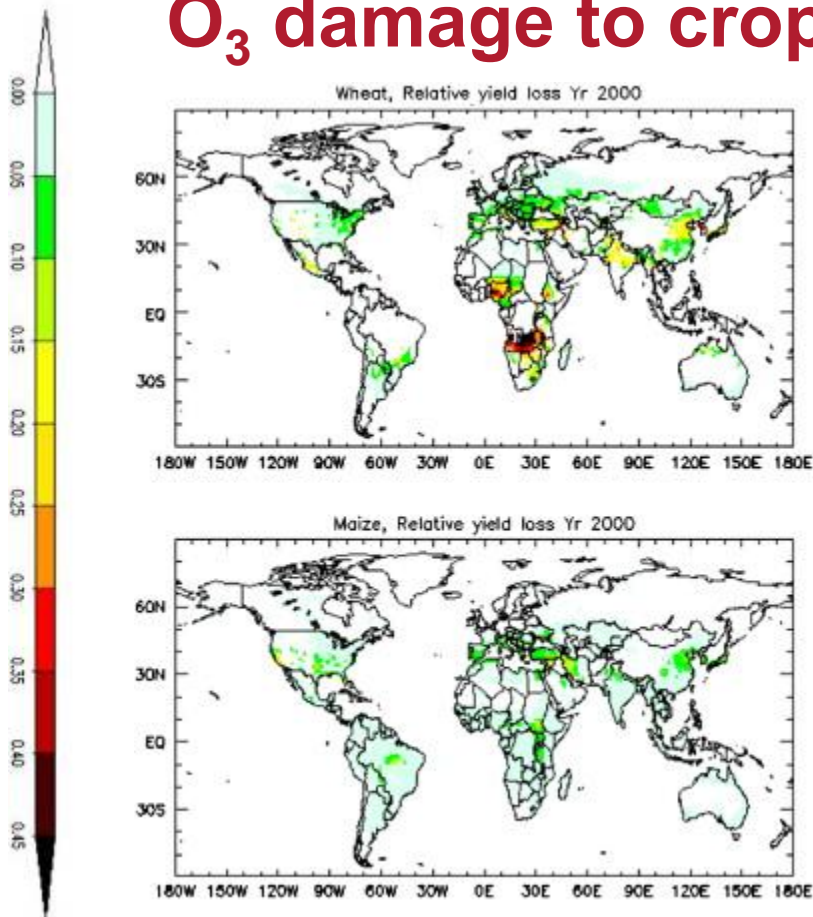 O₃ damage to crop
0.00
0.05
0.10
0.15
0.20
0.25
0.30
0.35
0.40
0.45
Wheat, Relative yield loss Yr 2000
60N
30N
EQ
30S
180W 150W 120W 90W 60W 30W 0E 30E 60E 90E 120E 150E 180E
Maize, Relative yield loss Yr 2000
60N
30N
EQ
30S
180W 150W 120W 90W 60W 30W 0E 30E 60E 90E 120E 150E 180E